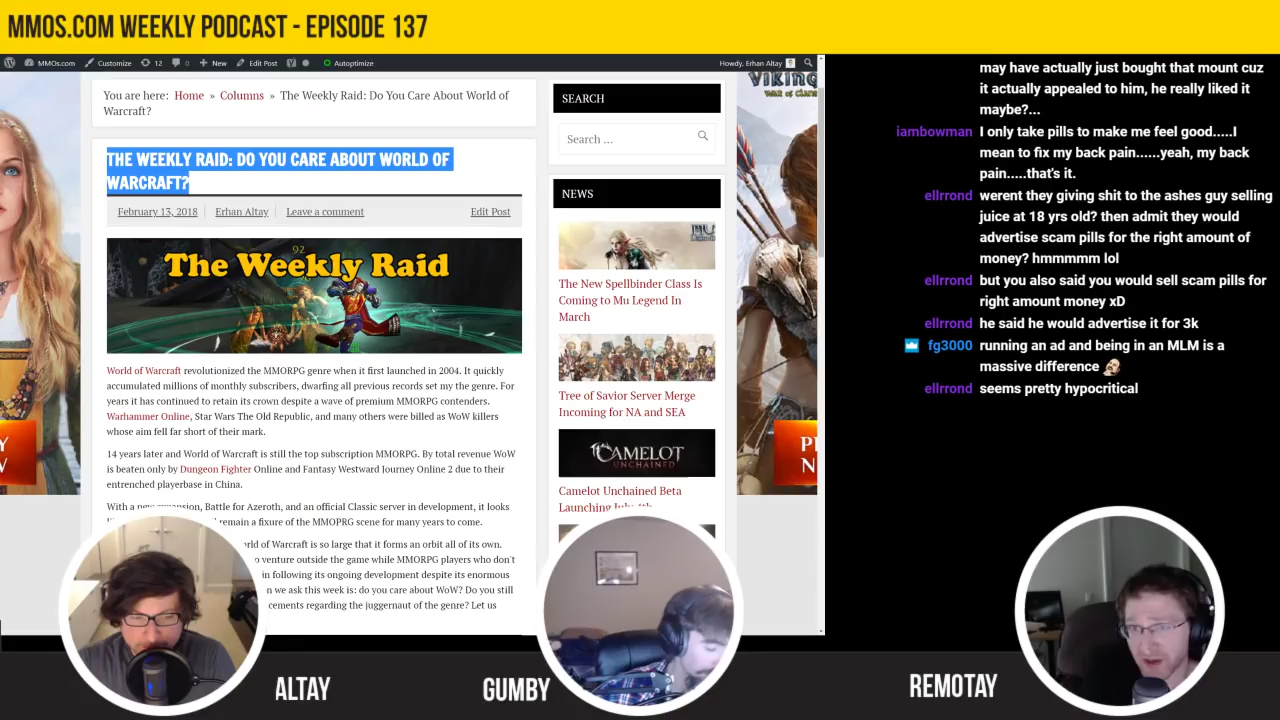 MMOS.COM WEEKLY PODCAST - EPISODE 137
MMOs.com Customize 12 0 New Edit Post Autoptimize Howdy, Erhan Altay
You are here: Home » Columns » The Weekly Raid: Do You Care About World of
Warcraft?
THE WEEKLY RAID: DO YOU CARE ABOUT WORLD OF
WARCRAFT?
February 13, 2018 Erhan Altay Leave a comment Edit Post
92
The Weekly Raid
World of Warcraft revolutionized the MMORPG genre when it first launched in 2004. It quickly
accumulated millions of monthly subscribers, dwarfing all previous records set my the genre. For
years it has continued to retain its crown despite a wave of premium MMORPG contenders.
Warhammer Online, Star Wars The Old Republic, and many others were billed as WoW killers
whose aim fell far short of their mark.
14 years later and World of Warcraft is still the top subscription MMORPG. By total revenue WoW
is beaten only by Dungeon Fighter Online and Fantasy Westward Journey Online 2 due to their
entrenched playerbase in China.
With a new expansion, Battle for Azeroth, and an official Classic server in development, it looks
remain a fixure of the MMOPRG scene for many years to come.
World of Warcraft is so large that it forms an orbit all of its own.
venture outside the game while MMORPG players who don't
in following its ongoing development despite its enormous
we ask this week is: do you care about WoW? Do you still
regarding the juggernaut of the genre? Let us
SEARCH
Search ...
NEWS
MU
The New Spellbinder Class Is
Coming to Mu Legend In
March
Tree of Savior Server Merge
Incoming for NA and SEA
CAMELOT
UNCHAINED
Camelot Unchained Beta
Launching July 4th
VIKINGS
WAR OF CLANS
may have actually just bought that mount cuz
it actually appealed to him, he really liked it
maybe?...
iambowman I only take pills to make me feel good.....I
mean to fix my back pain......yeah, my back
pain.....that's it.
ellrrond werent they giving shit to the ashes guy selling
juice at 18 yrs old? then admit they would
advertise scam pills for the right amount of
money? hmmmmm lol
ellrrond but you also said you would sell scam pills for
right amount money xD
ellrrond he said he would advertise it for 3k
fg3000 running an ad and being in an MLM is a
massive difference
ellrrond seems pretty hypocritical
ALTAY
GUMBY
REMOTAY